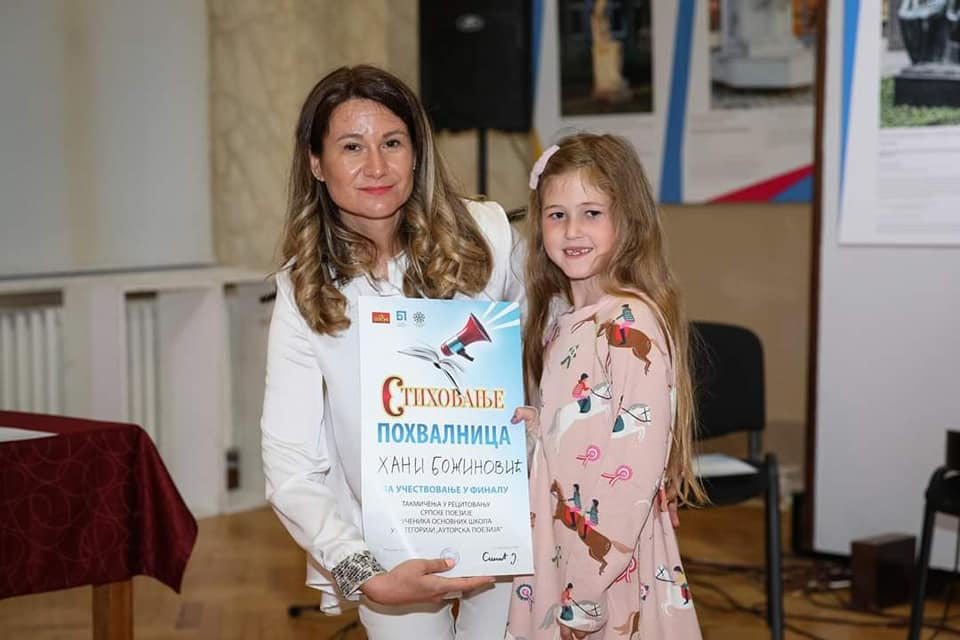 СТИХОВАЊЕ
ПОХВАЛНИЦА
ХАНИ БОЖИНОВИЋ
ЗА УЧЕСТВОВАЊЕ У ФИНАЛУ
ТАКМИЧЕЊА У РЕЦИТОВАЊУ
СРПСКЕ ПОЕЗИЈЕ
УЧЕНИКА ОСНОВНИХ ШКОЛА
У КАТЕГОРИЈИ „АУТОРСКА ПОЕЗИЈА"